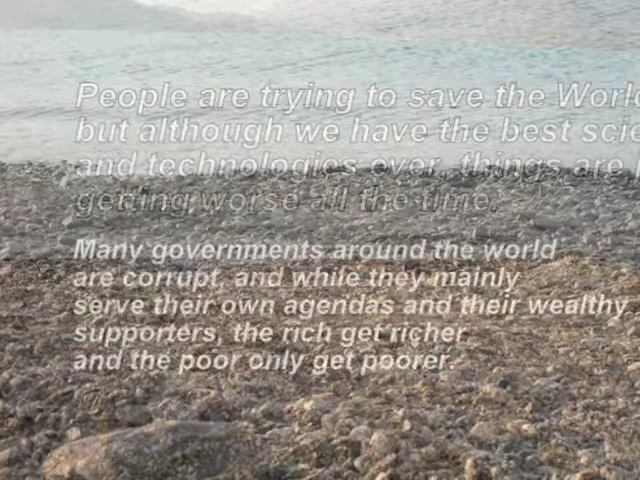 People are trying to save the World
but although we have the best
and technologies ever, things are
getting worse all the time.
Many governments around the world
are corrupt, and while they mainly
serve their own agendas and their wealthy
supporters, the rich get richer
and the poor only get poorer.